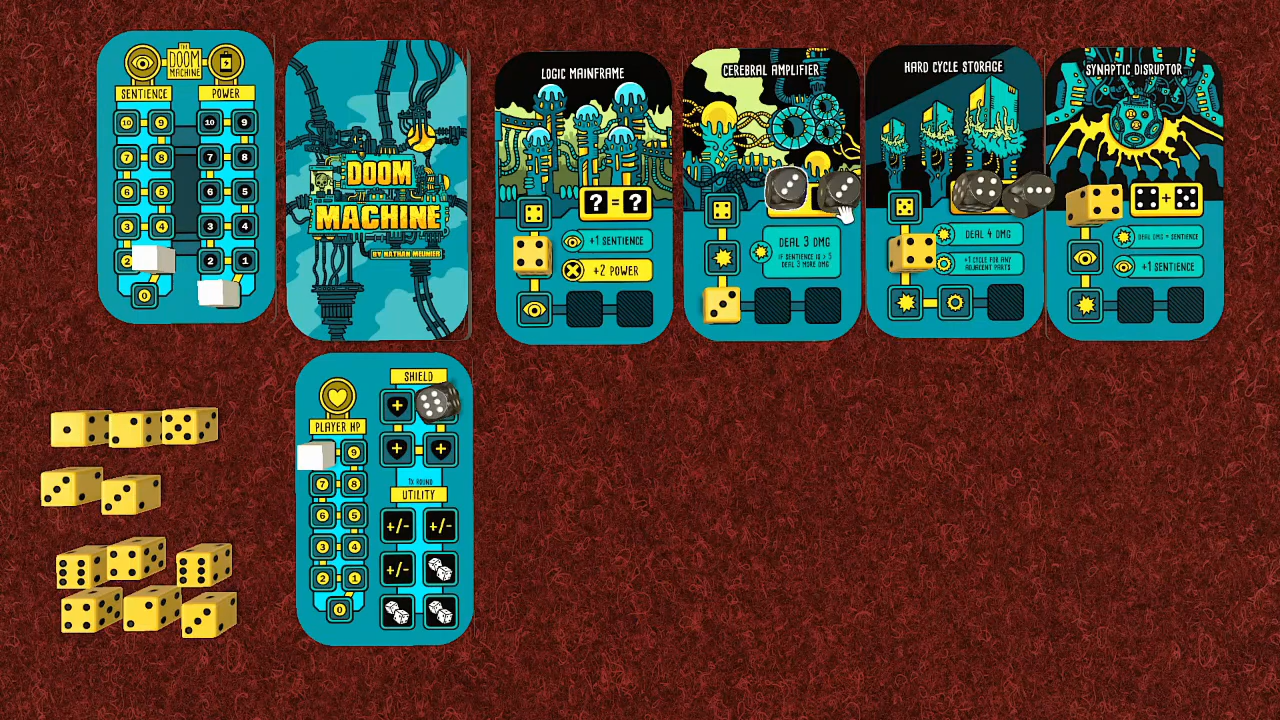 THE
DOOM
MACHINE
SENTIENCE
POWER
10 9
10 9
7 8
7 8
6 5
6 5
3 4
3 4
2
2 1
0
DOOM
MACHINE
BY NATHAN MEUNIER
LOGIC MAINFRAME
? = ?
+1 SENTIENCE
+2 POWER
CEREBRAL AMPLIFIER
DEAL 3 DMG
IF SENTIENCE IS > 5
DEAL 3 MORE DMG
HARD CYCLE STORAGE
DEAL 4 DMG
+1 CYCLE FOR ANY
ADJACENT PARTS
SYNAPTIC DISRUPTOR
+
DEAL DMG = SENTIENCE
+1 SENTIENCE
PLAYER HP
9
7 8
6 5
3 4
2 1
0
SHIELD
+
+ +
1X ROUND
UTILITY
+/- +/-
+/-